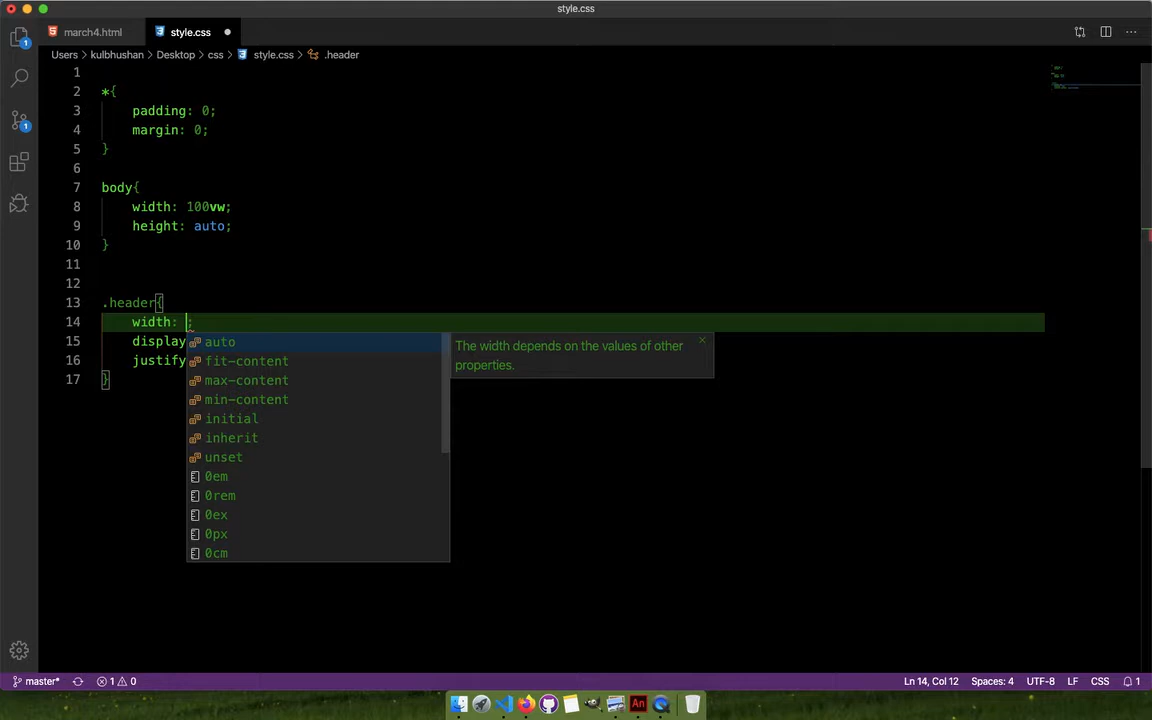 style.css
march4.html
style.css
Users
kulbhushan
Desktop
css
style.css
.header
1
1
1
2 *{
3 padding: 0;
4 margin: 0;
5 }
6
7 body{
8 width: 100vw;
9 height: auto;
10 }
11
12
13 .header{
14 width: ;
15 display
16 justify
17 }
auto
fit-content
max-content
min-content
initial
inherit
unset
0em
0rem
0ex
0px
0cm
The width depends on the values of other
properties.
master* 1 0 Ln 14, Col 12 Spaces: 4 UTF-8 LF CSS 1
An